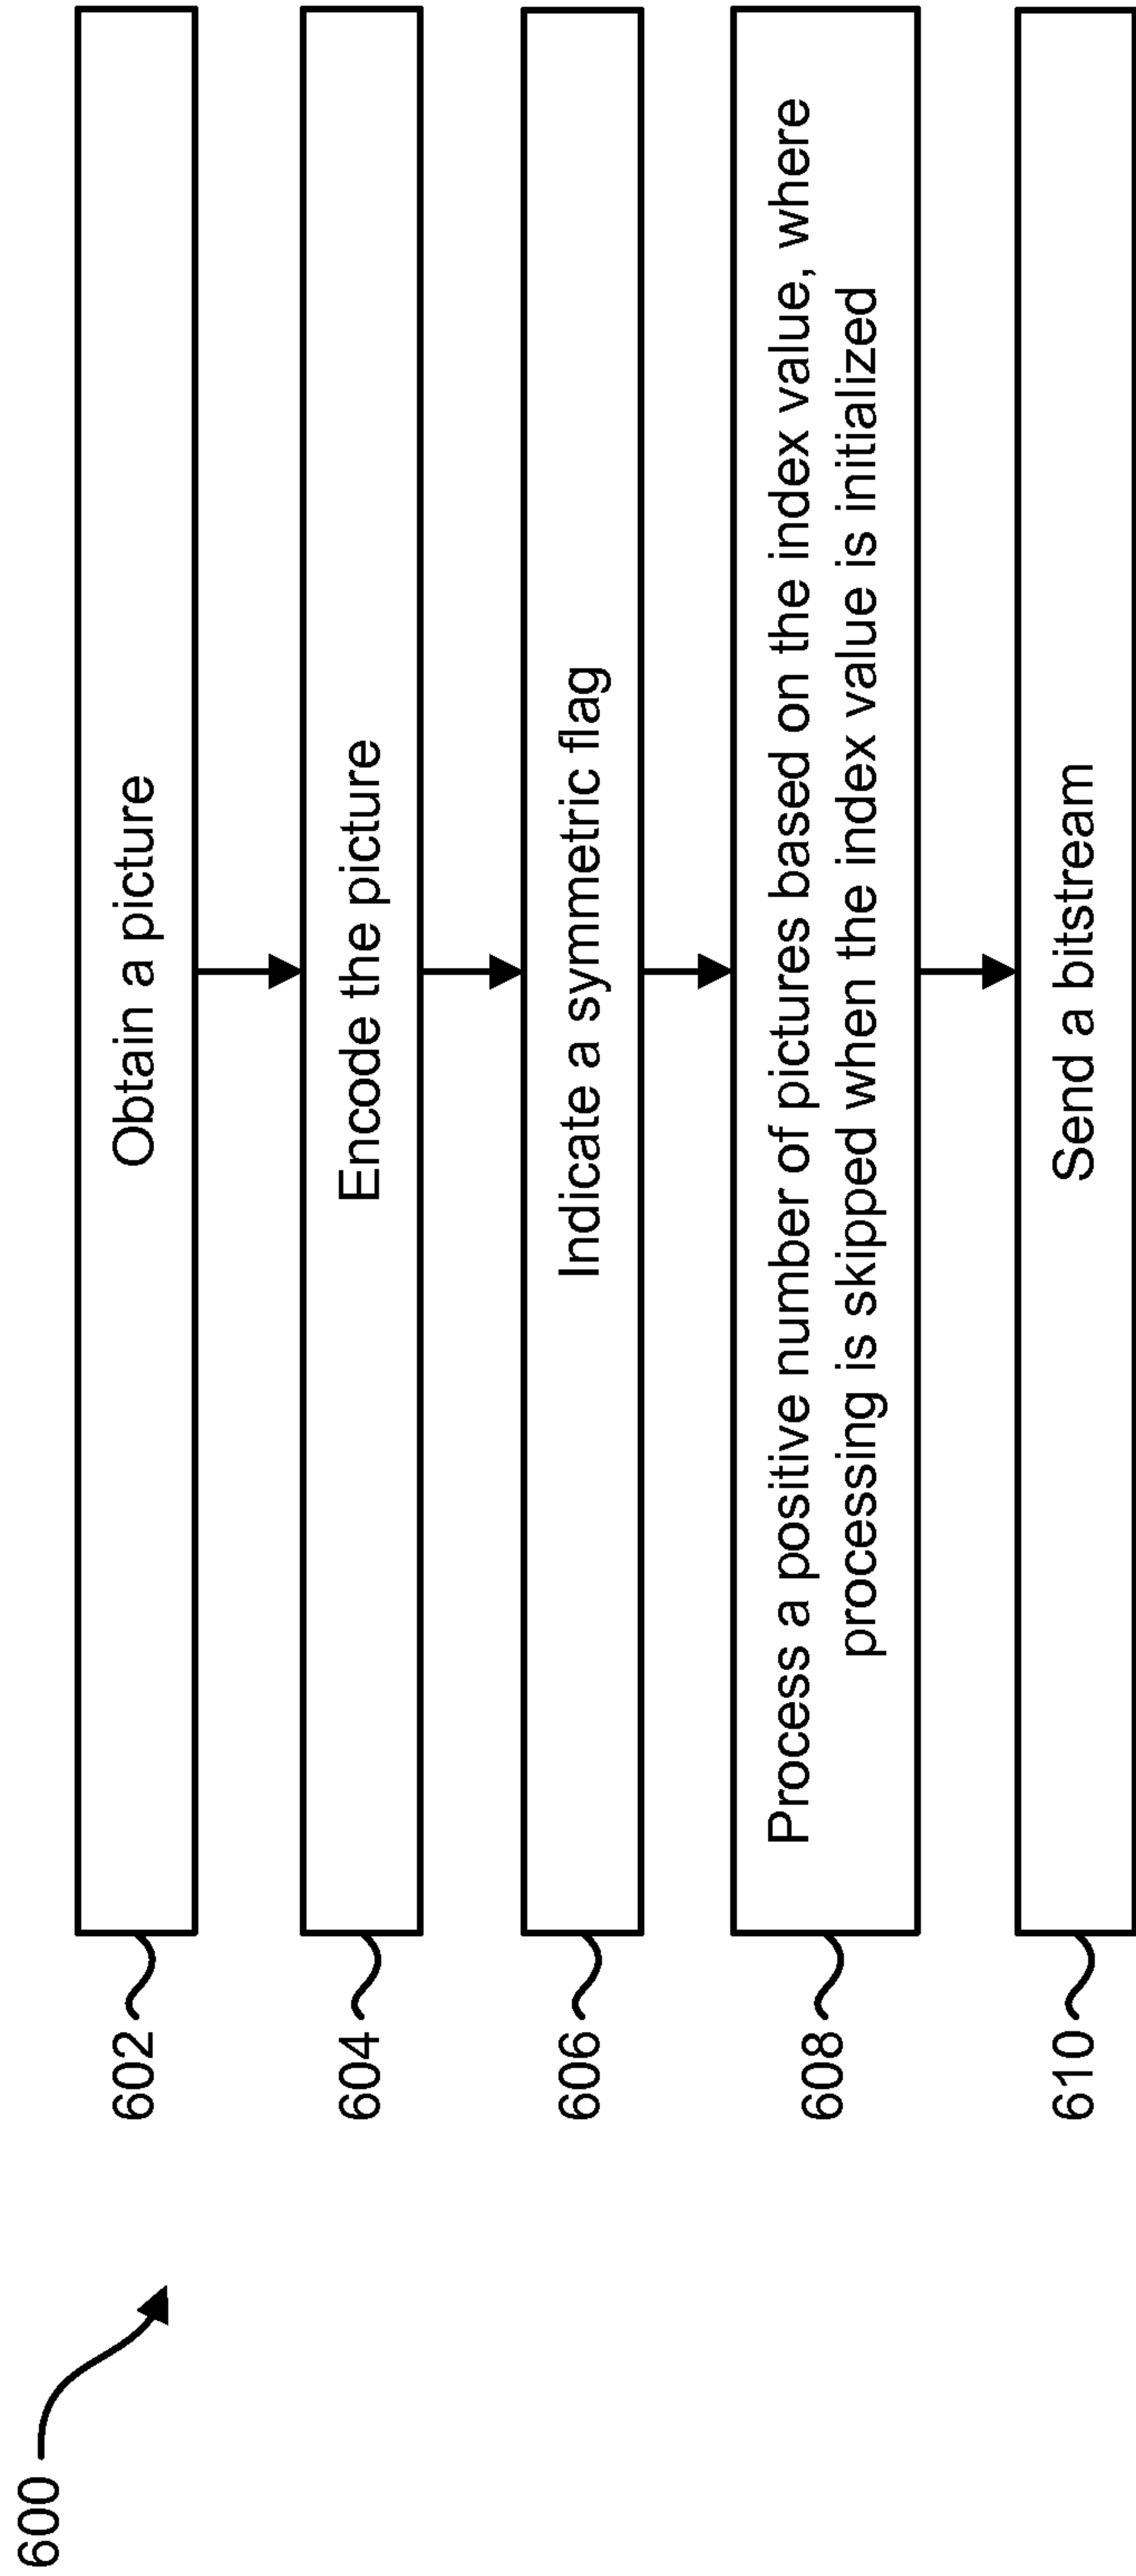 600
602
Obtain a picture
604
Encode the picture
606
Indicate a symmetric flag
608
Process a positive number of pictures based on the index value, where
processing is skipped when the index value is initialized
610
Send a bitstream